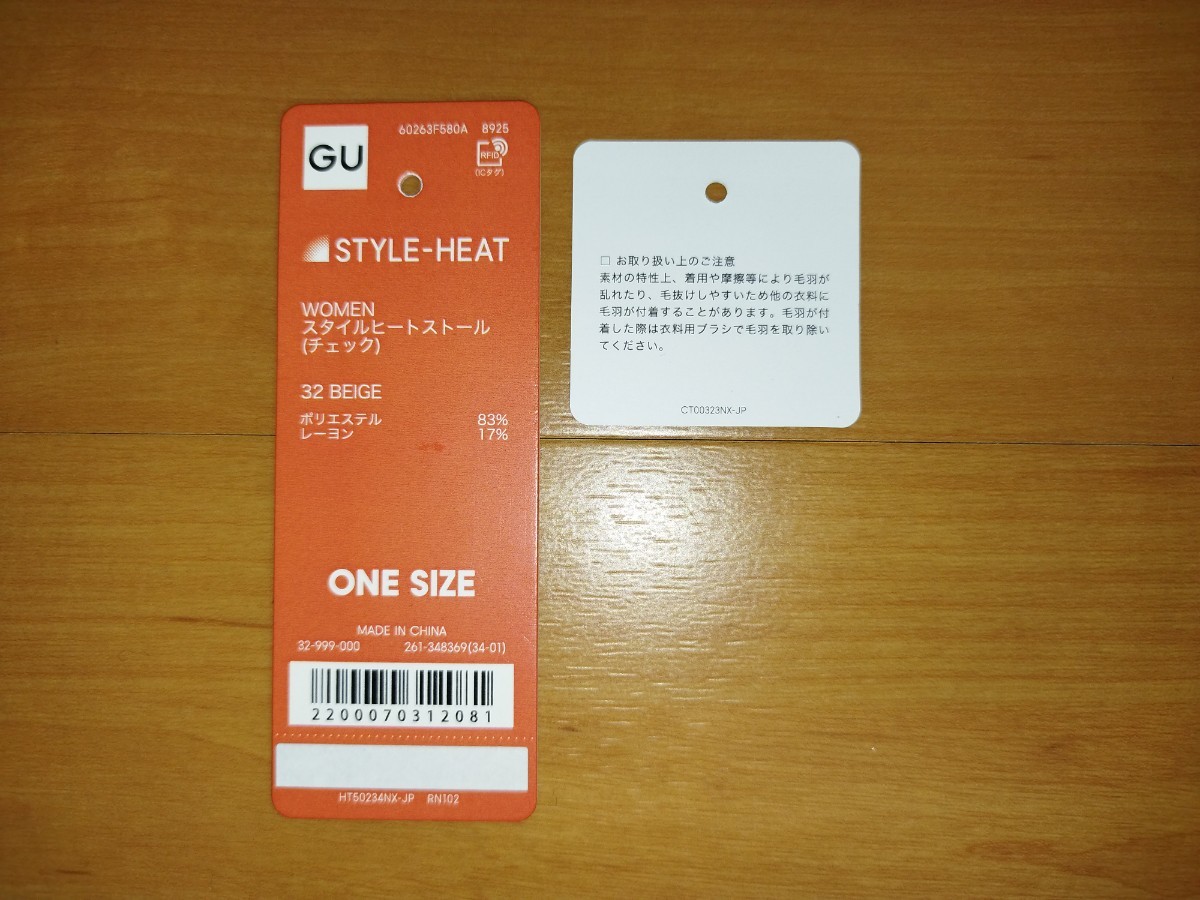 GU
60263F580A 8925
RFID
(ICタグ)
STYLE-HEAT
WOMEN
スタイルヒートストール
(チェック)
32 BEIGE
ポリエステル 83%
レーヨン 17%
ONE SIZE
MADE IN CHINA
32-999-000 261-348369(34-01)
2200070312081
HT50234NX-JP RN102
□ お取り扱い上のご注意
素材の特性上、着用や摩擦等により毛羽が
乱れたり、毛抜けしやすいため他の衣料に
毛羽が付着することがあります。毛羽が付
着した際は衣料用ブラシで毛羽を取り除い
てください。
CT00323NX-JP